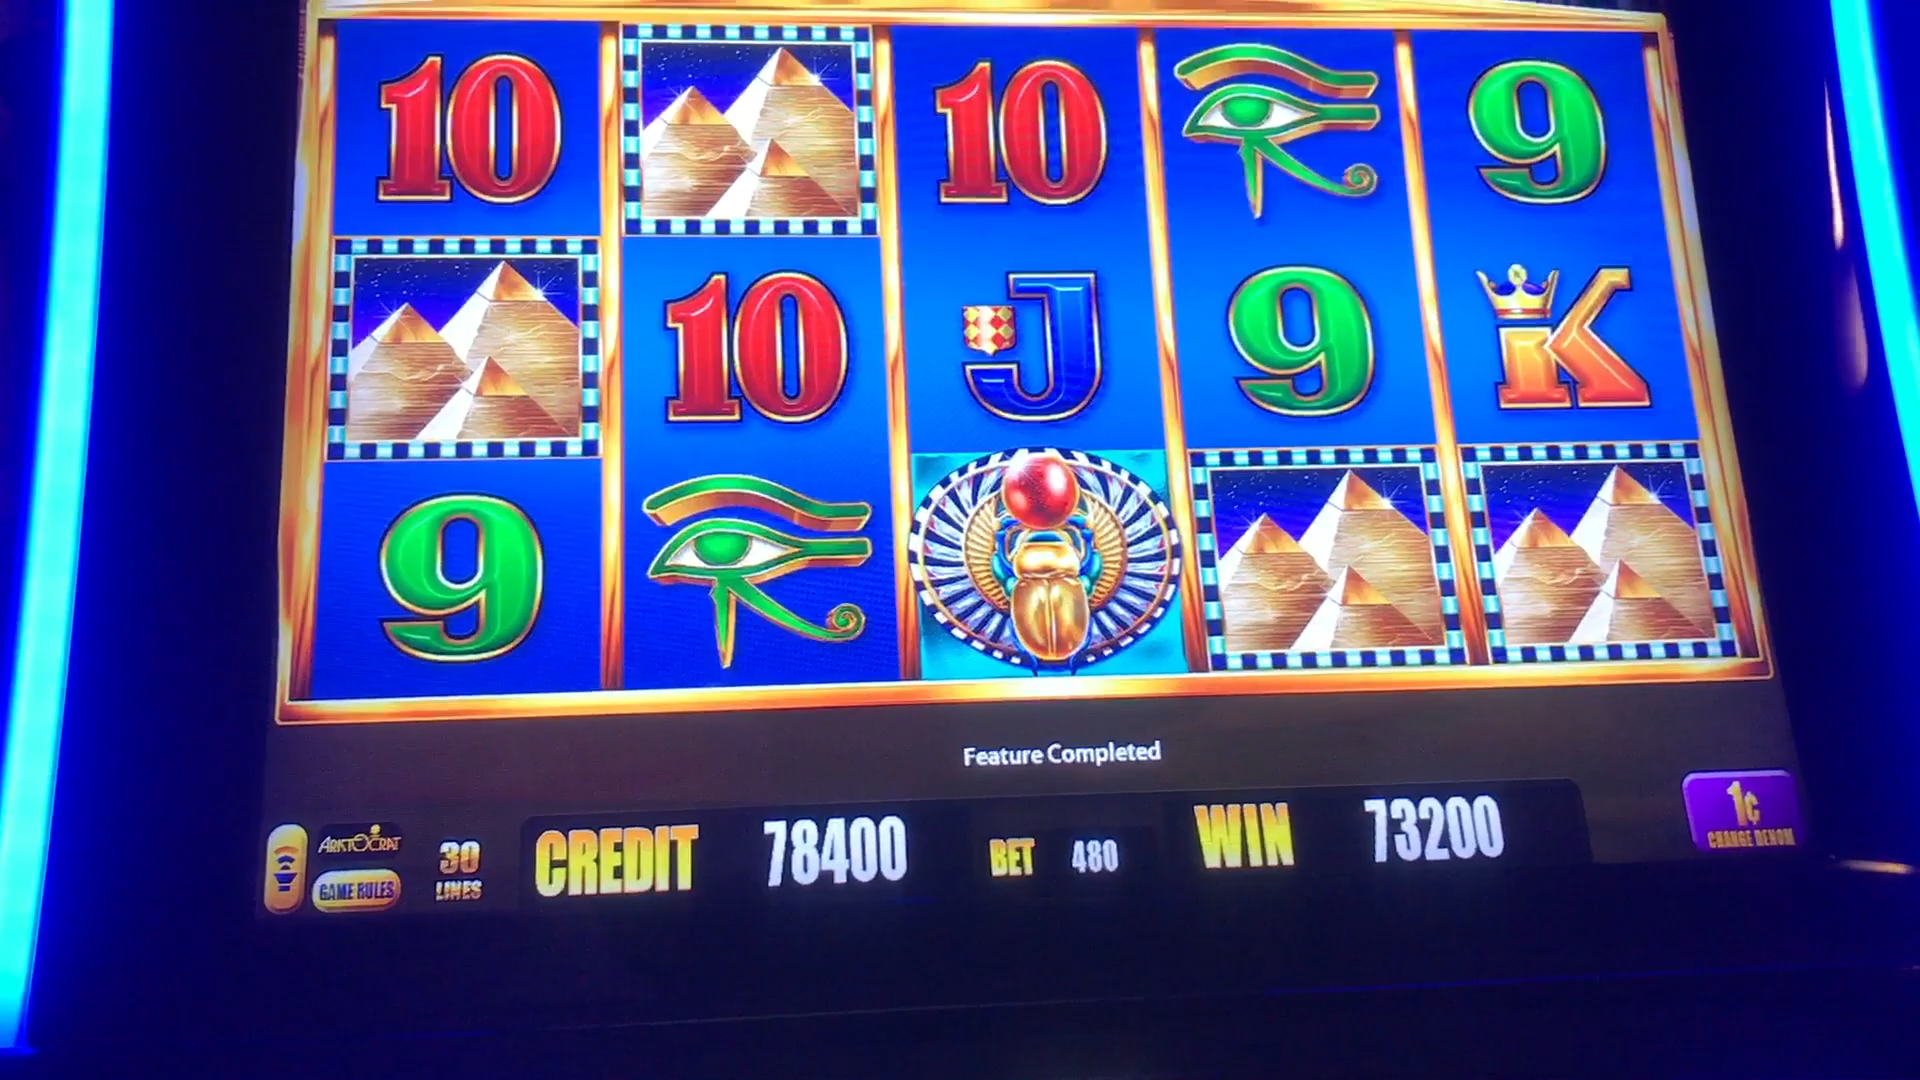 10 10 9
10 J 9 K
9
Feature Completed
ARISTOCRAT
GAME RULES
30
LINES
CREDIT 78400 BET 480 WIN 73200
1¢
CHANGE DENOM